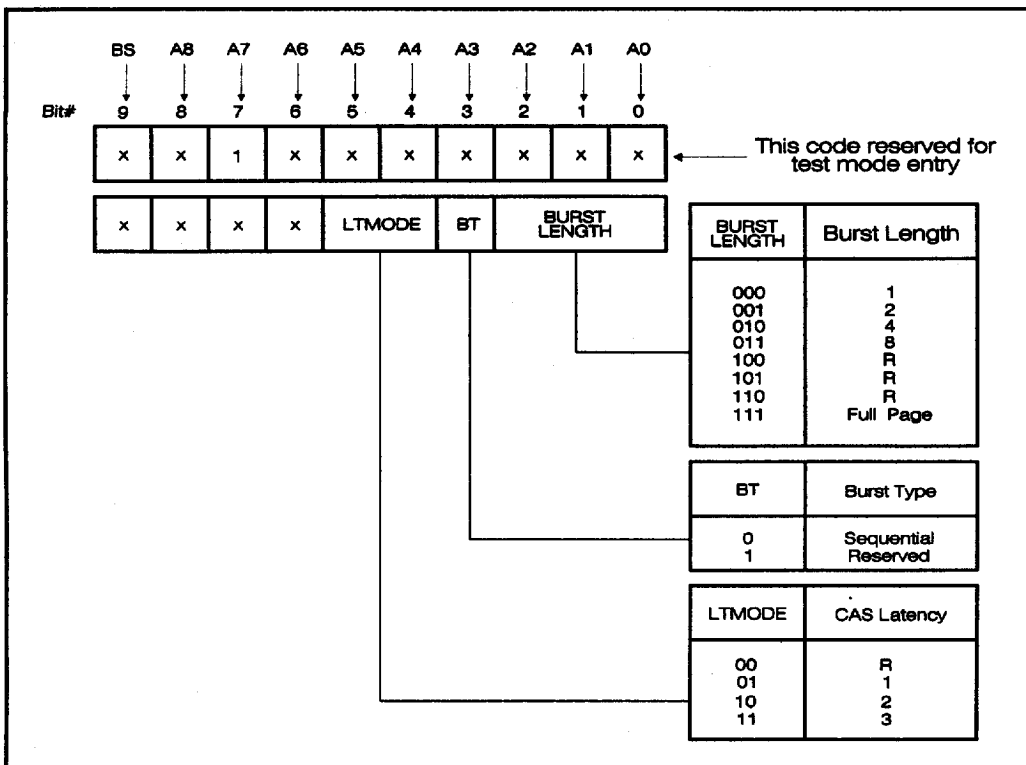 BS A8 A7 A6 A5 A4 A3 A2 A1 A0
Bit# 9 8 7 6 5 4 3 2 1 0
x x 1 x x x x x x x
This code reserved for
test mode entry
x x x x LTMODE BT BURST
LENGTH
BURST
LENGTH Burst Length
000 1
001 2
010 4
011 8
100 R
101 R
110 R
111 Full Page
BT Burst Type
0 Sequential
1 Reserved
LTMODE CAS Latency
00 R
01 1
10 2
11 3